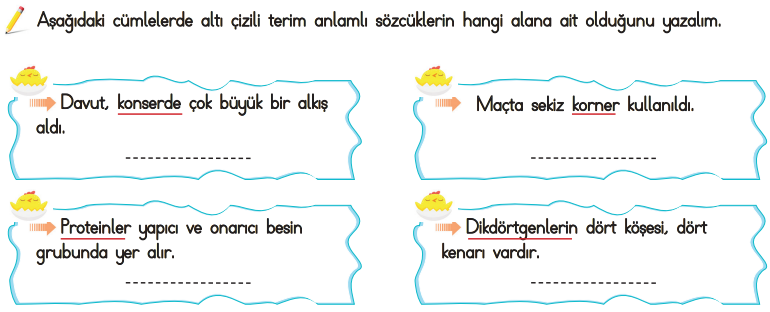 Aşağıdaki cümlelerde altı çizili terim anlamlı sözcüklerin hangi alana ait olduğunu yazalım.
Davut, konserde çok büyük bir alkış
aldı.
Maçta sekiz korner kullanıldı.
Proteinler yapıcı ve onarıcı besin
grubunda yer alır.
Dikdörtgenlerin dört köşesi, dört
kenarı vardır.